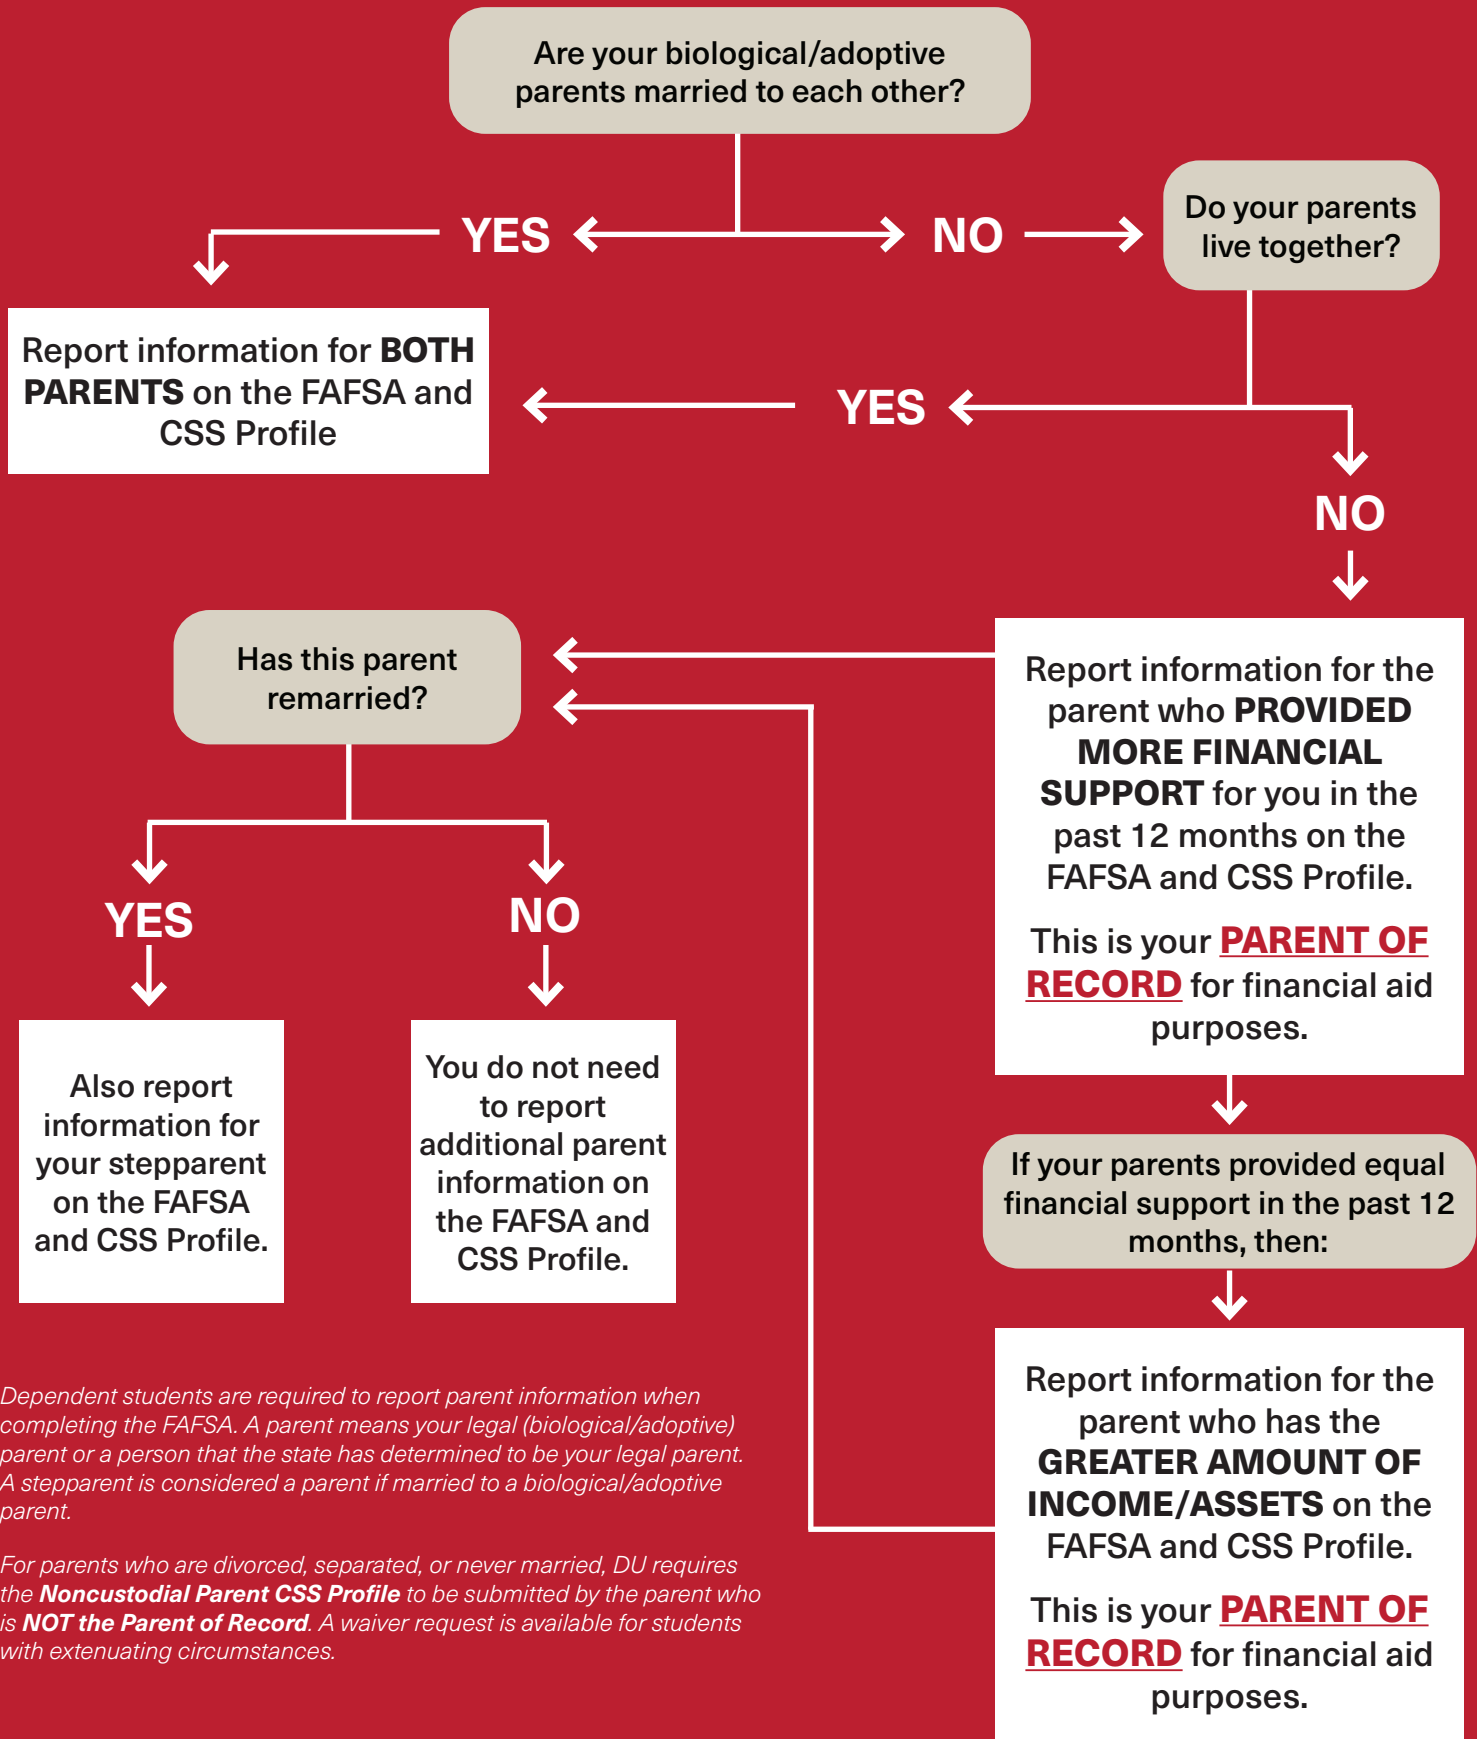 Are your biological/adoptive
parents married to each other?
YES
NO
Do your parents
live together?
Report information for BOTH
PARENTS on the FAFSA and
CSS Profile
YES
NO
Has this parent
remarried?
Report information for the
parent who PROVIDED
MORE FINANCIAL
SUPPORT for you in the
past 12 months on the
FAFSA and CSS Profile.
This is your PARENT OF
RECORD for financial aid
purposes.
YES
NO
Also report
information for
your stepparent
on the FAFSA
and CSS Profile.
You do not need
to report
additional parent
information on
the FAFSA and
CSS Profile.
If your parents provided equal
financial support in the past 12
months, then:
Report information for the
parent who has the
GREATER AMOUNT OF
INCOME/ASSETS on the
FAFSA and CSS Profile.
This is your PARENT OF
RECORD for financial aid
purposes.
Dependent students are required to report parent information when
completing the FAFSA. A parent means your legal (biological/adoptive)
parent or a person that the state has determined to be your legal parent.
A stepparent is considered a parent if married to a biological/adoptive
parent.
For parents who are divorced, separated, or never married, DU requires
the Noncustodial Parent CSS Profile to be submitted by the parent who
is NOT the Parent of Record. A waiver request is available for students
with extenuating circumstances.